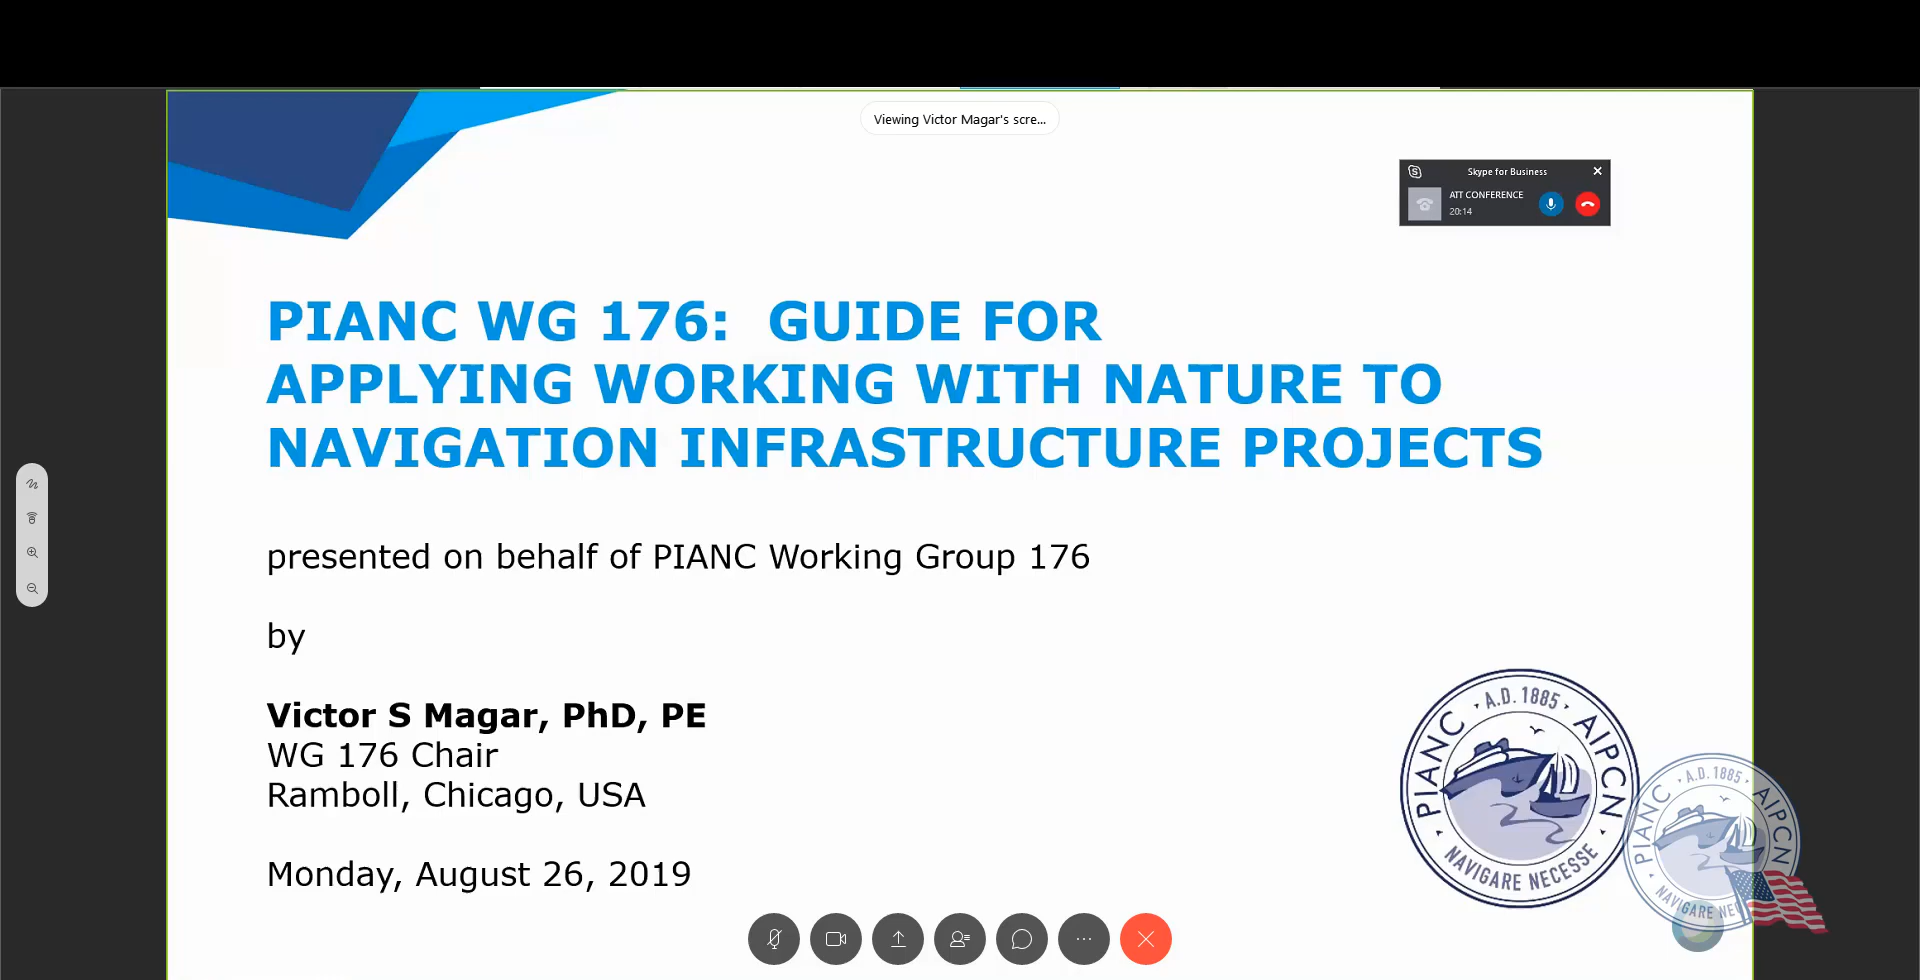 Viewing Victor Magar's scre...
Skype for Business
ATT CONFERENCE
20:14
PIANC WG 176:  GUIDE FOR
APPLYING WORKING WITH NATURE TO
NAVIGATION INFRASTRUCTURE PROJECTS
presented on behalf of PIANC Working Group 176
by
Victor S Magar, PhD, PE
WG 176 Chair
Ramboll, Chicago, USA
Monday, August 26, 2019
A.D. 1885
PIANC
AIPCN
NAVIGARE NECESSE
A.D. 1885
PIANC
AIPCN
NAVIGARE